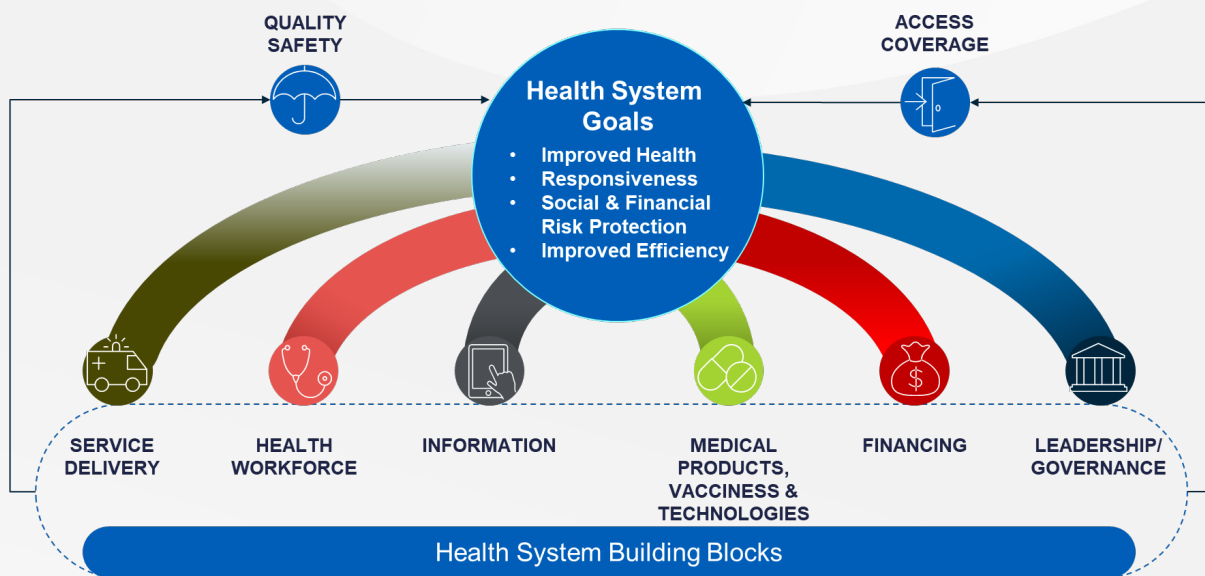 QUALITY
SAFETY
ACCESS
COVERAGE
Health System
Goals
• Improved Health
• Responsiveness
• Social & Financial
Risk Protection
• Improved Efficiency
$
SERVICE
DELIVERY
HEALTH
WORKFORCE
INFORMATION
MEDICAL
PRODUCTS,
VACCINESS &
TECHNOLOGIES
FINANCING
LEADERSHIP/
GOVERNANCE
Health System Building Blocks